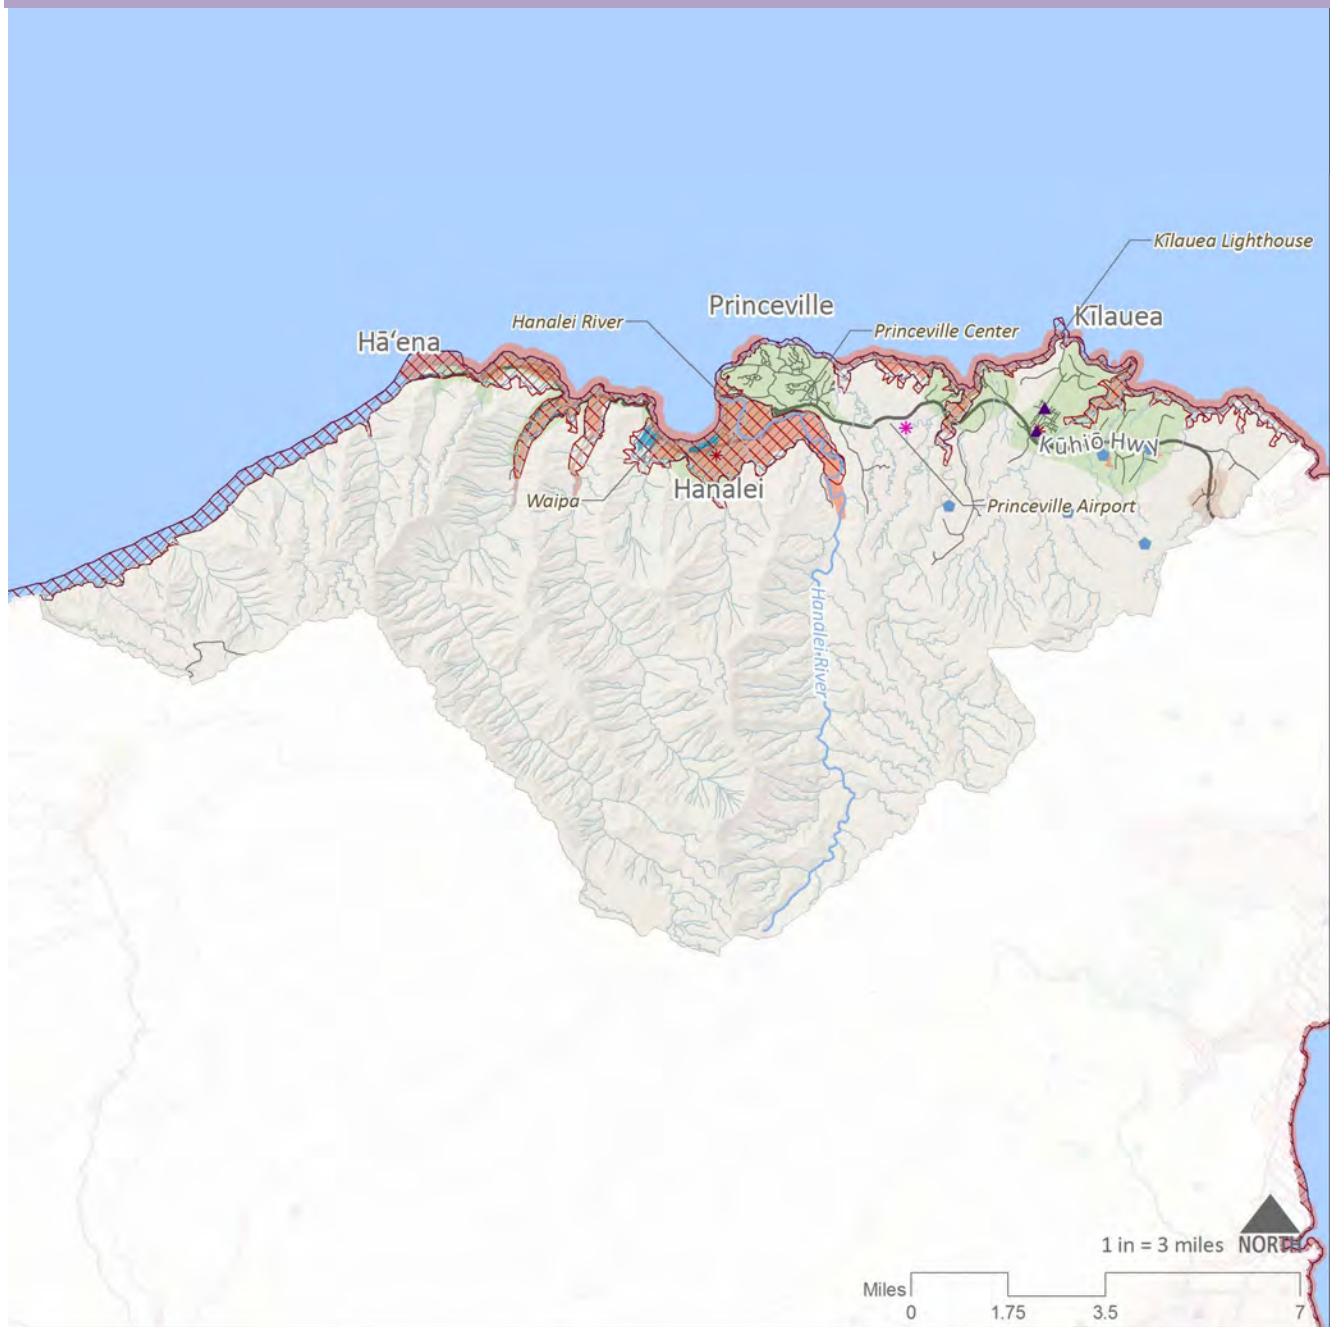 Kīlauea Lighthouse
Princeville
Kīlauea
Hanalei River
Princeville Center
Hāʻena
Kūhiō Hwy
Hanalei
Waipa
Princeville Airport
Hanalei River
1 in = 3 miles NORTH
Miles
0 1.75 3.5 7